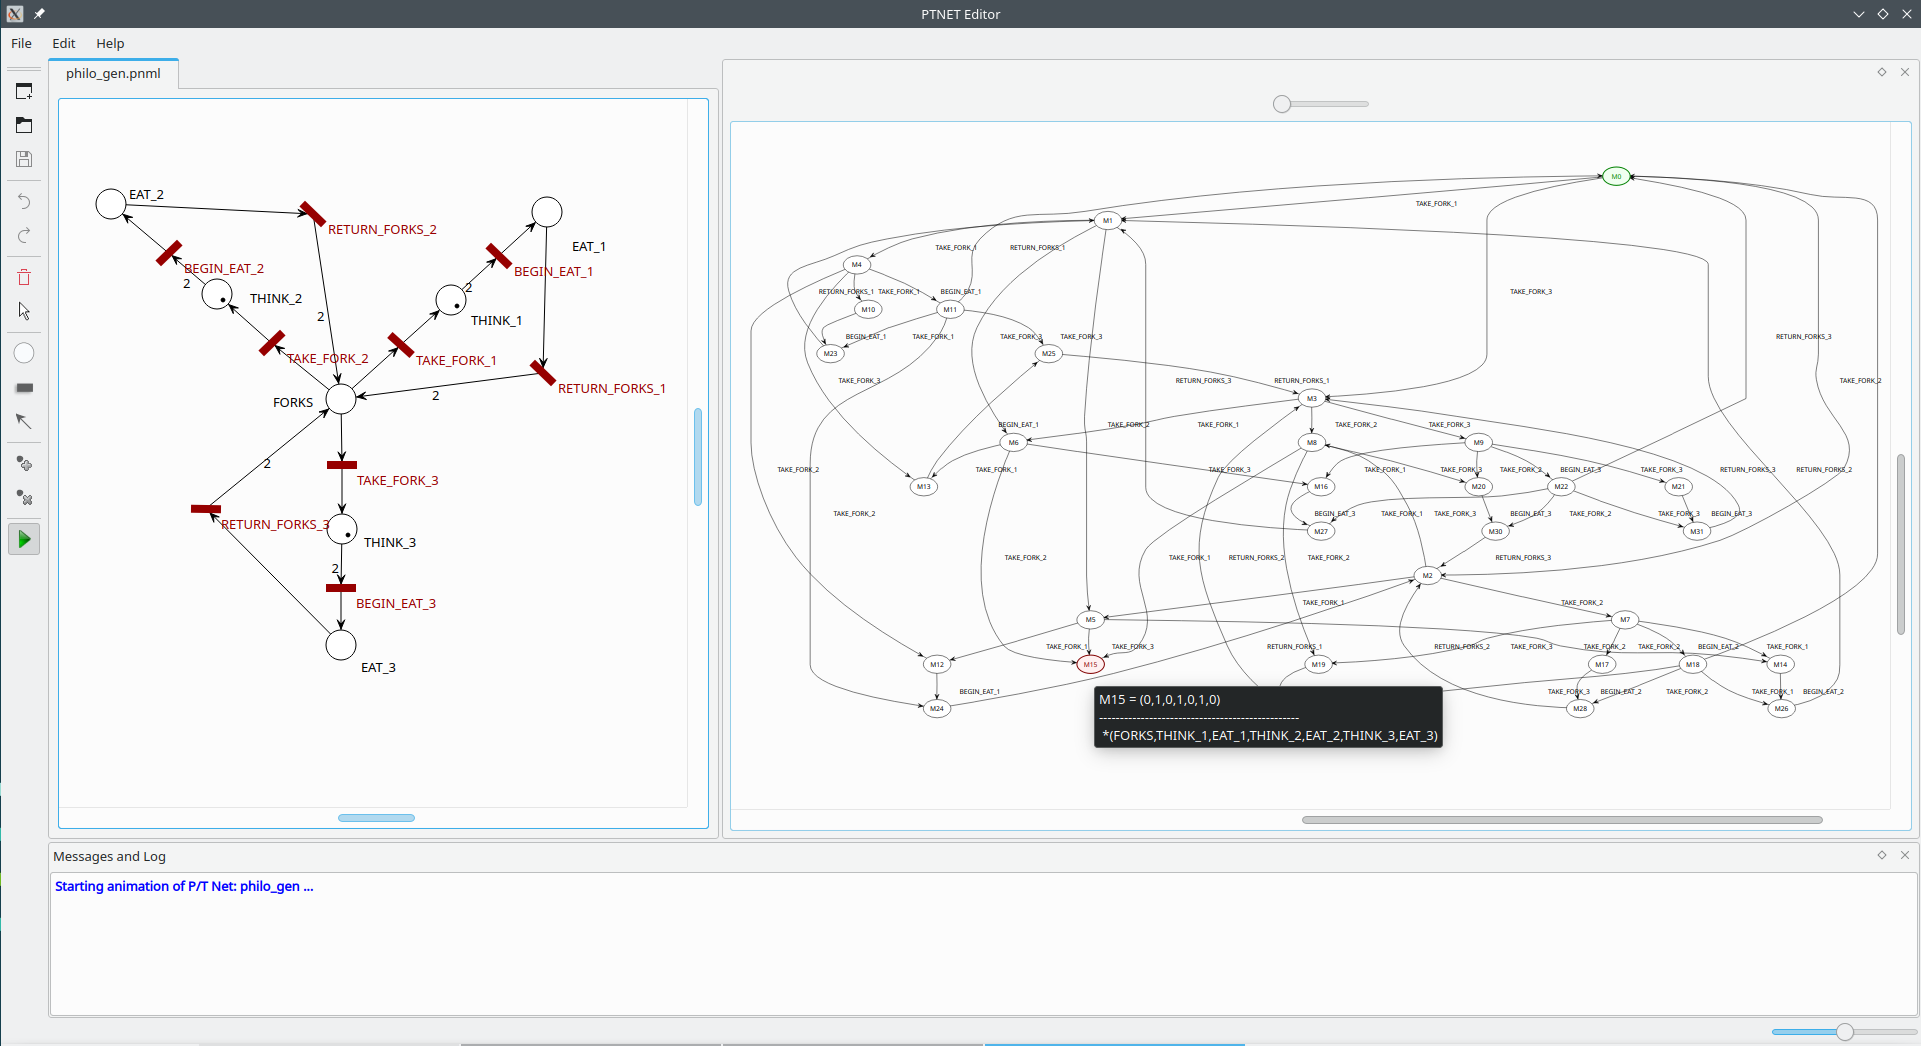 PTNET Editor
File Edit Help
philo_gen.pnml
EAT_2
RETURN_FORKS_2
EAT_1
BEGIN_EAT_2
2
BEGIN_EAT_1
2
THINK_2
THINK_1
2
TAKE_FORK_2
TAKE_FORK_1
RETURN_FORKS_1
2
FORKS
2
TAKE_FORK_3
RETURN_FORKS_3
THINK_3
2
BEGIN_EAT_3
EAT_3
M0
TAKE_FORK_1
M1
TAKE_FORK_1 RETURN_FORKS_1
M4
RETURN_FORKS_1 TAKE_FORK_1 BEGIN_EAT_1 TAKE_FORK_3
M10 M11
BEGIN_EAT_1 TAKE_FORK_1 TAKE_FORK_3 TAKE_FORK_3 RETURN_FORKS_3
M23 M25
TAKE_FORK_3 RETURN_FORKS_3 RETURN_FORKS_1 TAKE_FORK_2
M3
BEGIN_EAT_1 TAKE_FORK_2 TAKE_FORK_1 TAKE_FORK_2 TAKE_FORK_3
M6 M8 M9
TAKE_FORK_2 TAKE_FORK_1 TAKE_FORK_3 TAKE_FORK_1 TAKE_FORK_3 TAKE_FORK_2 BEGIN_EAT_3 TAKE_FORK_3 RETURN_FORKS_3 RETURN_FORKS_2
M13 M16 M20 M22 M21
TAKE_FORK_2 BEGIN_EAT_3 TAKE_FORK_1 TAKE_FORK_3 BEGIN_EAT_3 TAKE_FORK_2 TAKE_FORK_3 BEGIN_EAT_3
M27 M30 M31
TAKE_FORK_2 TAKE_FORK_1 RETURN_FORKS_2 TAKE_FORK_2 RETURN_FORKS_3
M2
TAKE_FORK_1 TAKE_FORK_2
M5 M7
TAKE_FORK_1 TAKE_FORK_3 RETURN_FORKS_1 RETURN_FORKS_2 TAKE_FORK_3 TAKE_FORK_2 TAKE_FORK_2 BEGIN_EAT_2 TAKE_FORK_1
M12 M15 M19 M17 M18 M14
BEGIN_EAT_1 TAKE_FORK_3 BEGIN_EAT_2 TAKE_FORK_2 TAKE_FORK_1 BEGIN_EAT_2
M24 M28 M26
M15 = (0,1,0,1,0,1,0)
------------------------------------------------
*(FORKS,THINK_1,EAT_1,THINK_2,EAT_2,THINK_3,EAT_3)
Messages and Log
Starting animation of P/T Net: philo_gen ...